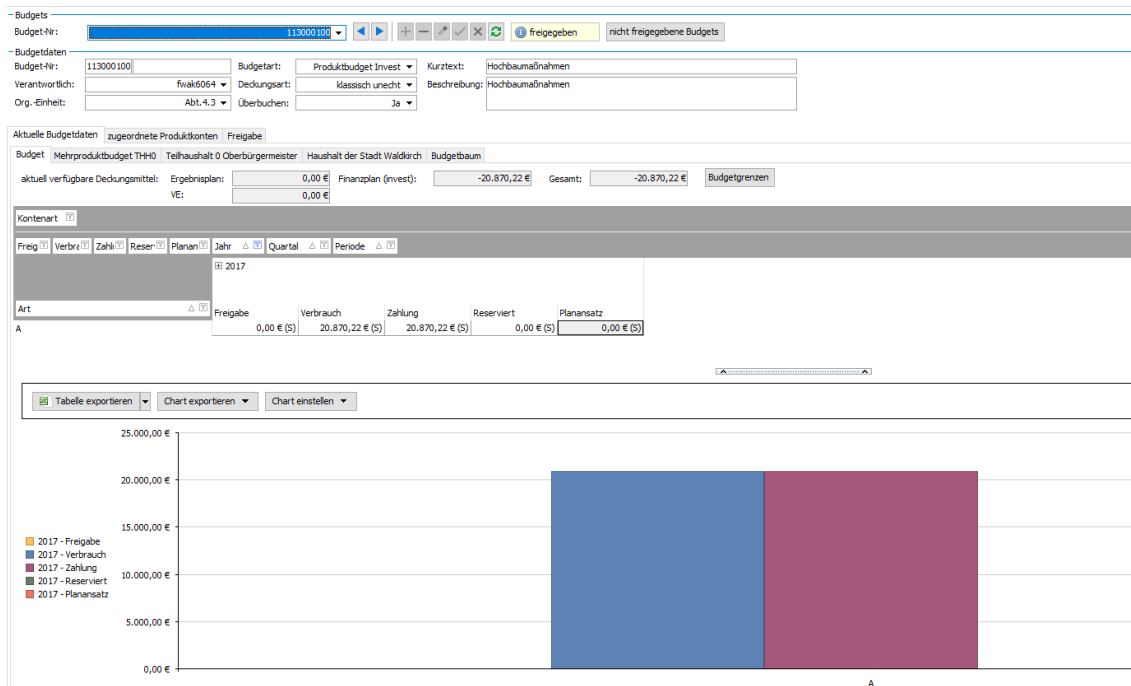 Budgets
Budget-Nr: 113000100 freigegeben nicht freigegebene Budgets
Budgetdaten
Budget-Nr: 113000100 Budgetart: Produktbudget Invest Kurztext: Hochbaumaßnahmen
Verantwortlich: fwak6064 Deckungsart: klassisch unecht Beschreibung: Hochbaumaßnahmen
Org.-Einheit: Abt.4.3 Überbuchen: Ja
Aktuelle Budgetdaten zugeordnete Produktkonten Freigabe
Budget Mehrproduktbudget THH0 Teilhaushalt 0 Oberbürgermeister Haushalt der Stadt Waldkirch Budgetbaum
aktuell verfügbare Deckungsmittel: Ergebnisplan: 0,00 € Finanzplan (invest): -20.870,22 € Gesamt: -20.870,22 € Budgetgrenzen
VE: 0,00 €
Kontenart
Freig Verbra Zahlu Reser Planan Jahr Quartal Periode
2017
Art
Freigabe Verbrauch Zahlung Reserviert Planansatz
A 0,00 € (S) 20.870,22 € (S) 20.870,22 € (S) 0,00 € (S) 0,00 € (S)
Tabelle exportieren Chart exportieren Chart einstellen
25.000,00 €
20.000,00 €
15.000,00 €
10.000,00 €
5.000,00 €
0,00 €
2017 - Freigabe
2017 - Verbrauch
2017 - Zahlung
2017 - Reserviert
2017 - Planansatz
A